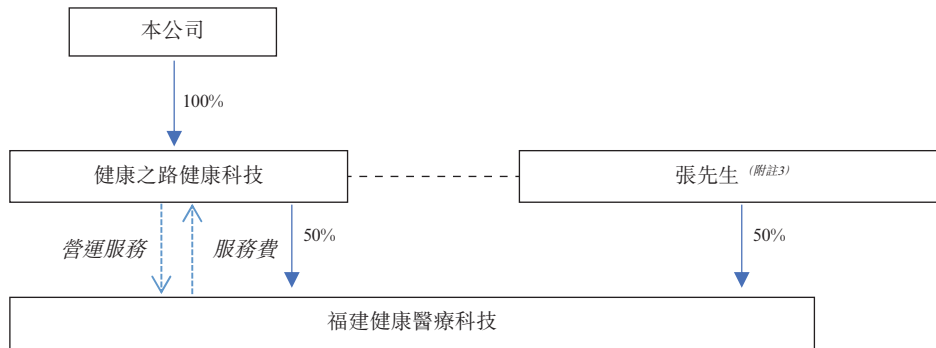 本公司
100%
健康之路健康科技
張先生 (附註3)
營運服務
服務費
50%
50%
福建健康醫療科技